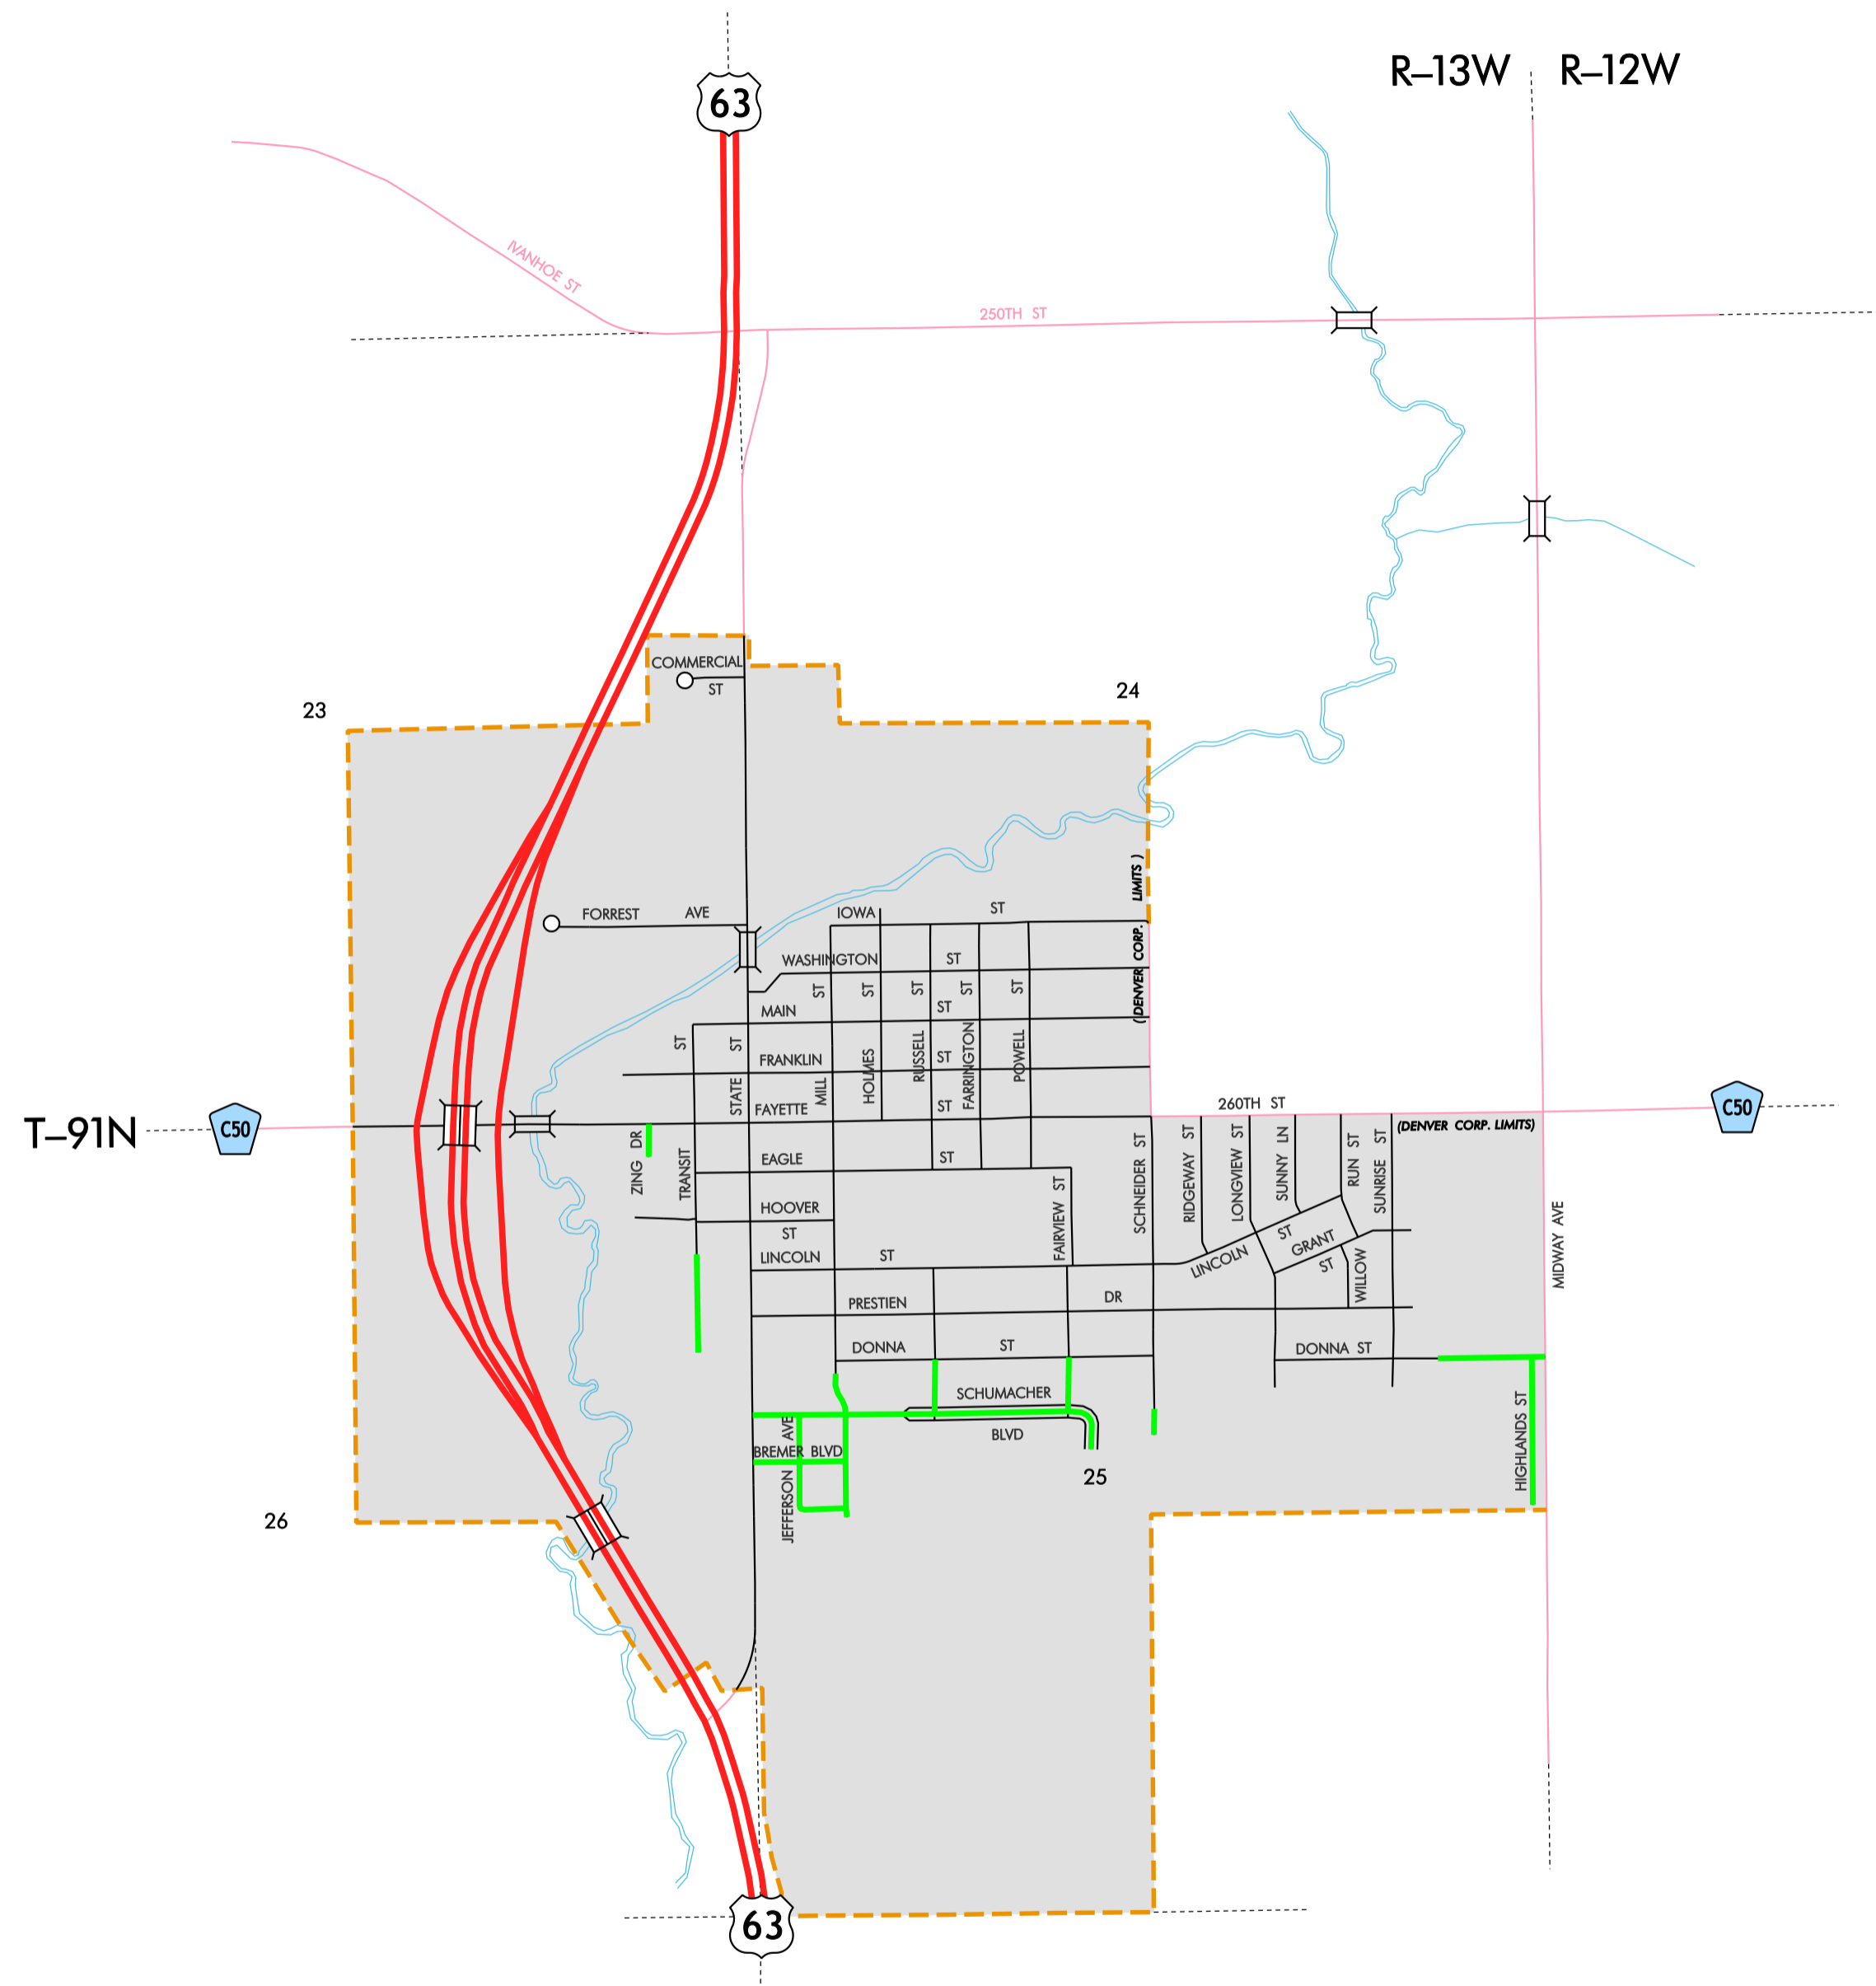 R–13W
R–12W
63
IVANHOE ST
250TH ST
COMMERCIAL
ST
23
24
(DENVER CORP. LIMITS )
FORREST AVE
IOWA ST
WASHINGTON ST
MAIN ST
FRANKLIN ST
FAYETTE ST
TRANSIT ST
STATE ST
MILL ST
HOLMES ST
RUSSELL ST
FARRINGTON ST
POWELL ST
T–91N
C50
260TH ST
C50
(DENVER CORP. LIMITS)
ZING DR
EAGLE ST
HOOVER
ST
LINCOLN ST
FAIRVIEW ST
SCHNEIDER ST
RIDGEWAY ST
LONGVIEW ST
SUNNY LN
WILLOW RUN ST
SUNRISE ST
LINCOLN ST
GRANT
ST
MIDWAY AVE
PRESTIEN DR
DONNA ST
DONNA ST
SCHUMACHER
BLVD
BREMER BLVD
JEFFERSON AVE
HIGHLANDS ST
25
26
63